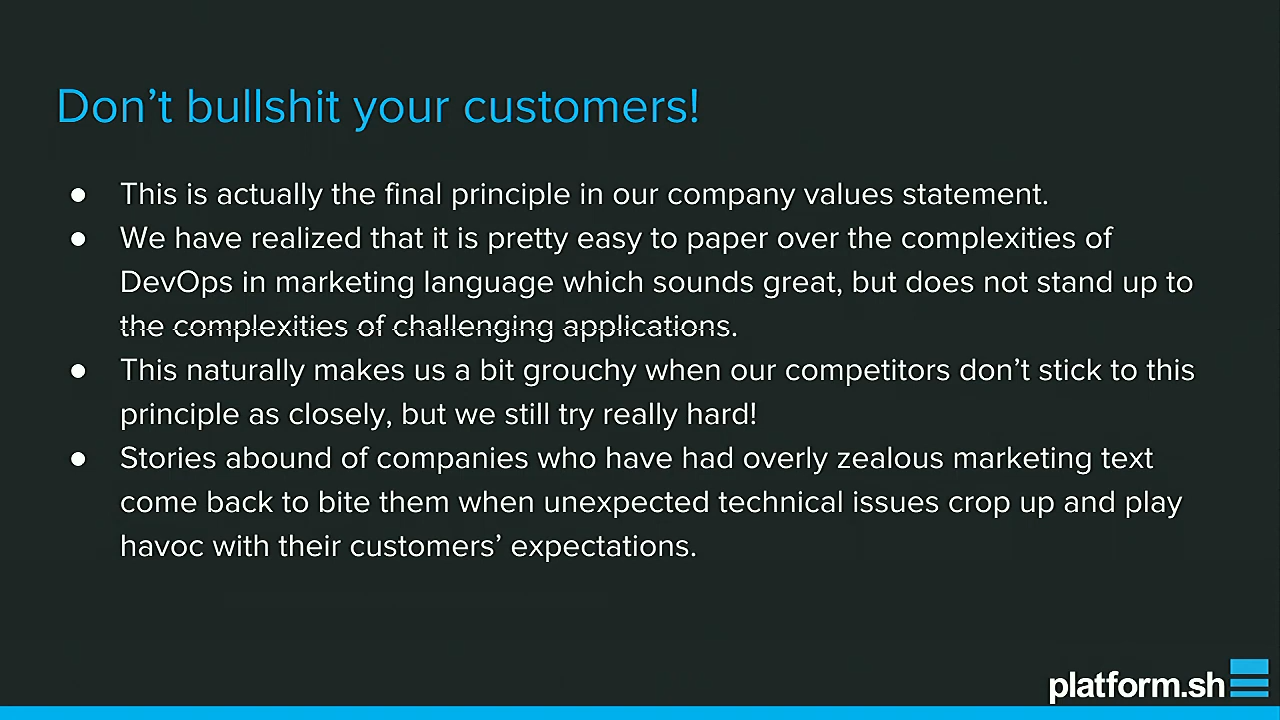 Don’t bullshit your customers!
● This is actually the final principle in our company values statement.
● We have realized that it is pretty easy to paper over the complexities of
DevOps in marketing language which sounds great, but does not stand up to
the complexities of challenging applications.
● This naturally makes us a bit grouchy when our competitors don’t stick to this
principle as closely, but we still try really hard!
● Stories abound of companies who have had overly zealous marketing text
come back to bite them when unexpected technical issues crop up and play
havoc with their customers’ expectations.
platform.sh